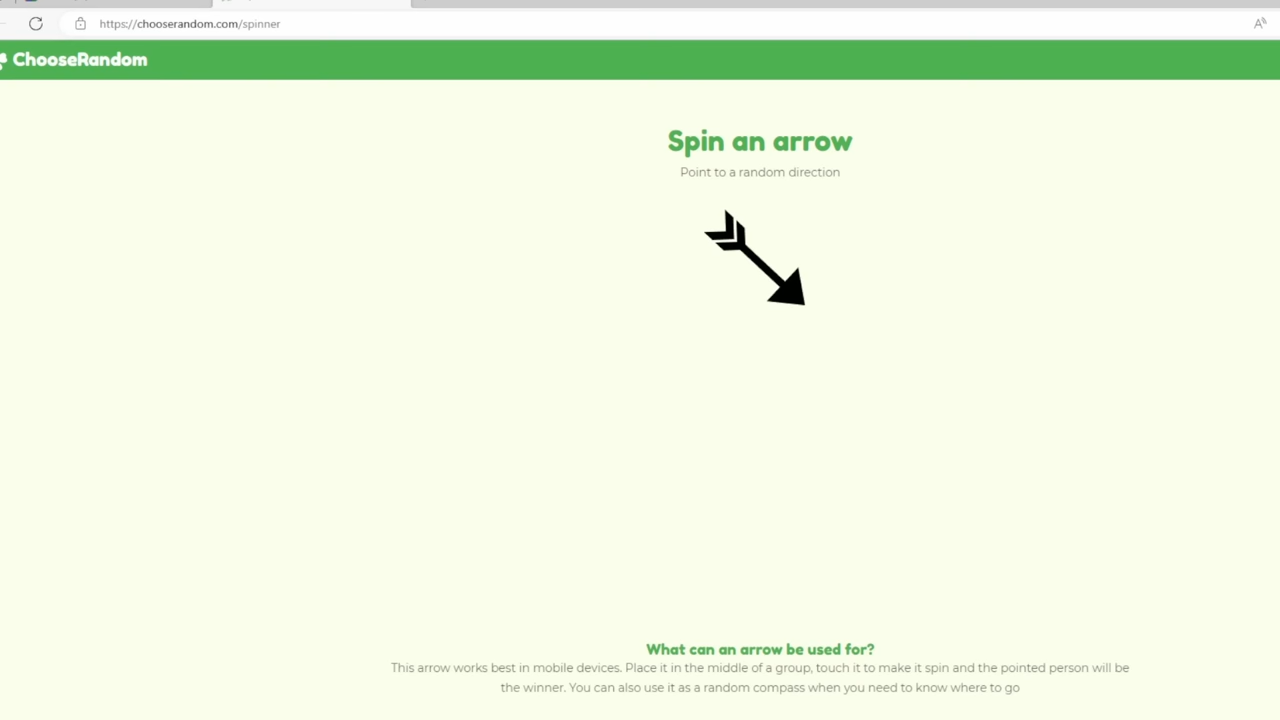 https://chooserandom.com/spinner
ChooseRandom
Spin an arrow
Point to a random direction
What can an arrow be used for?
This arrow works best in mobile devices. Place it in the middle of a group, touch it to make it spin and the pointed person will be
the winner. You can also use it as a random compass when you need to know where to go